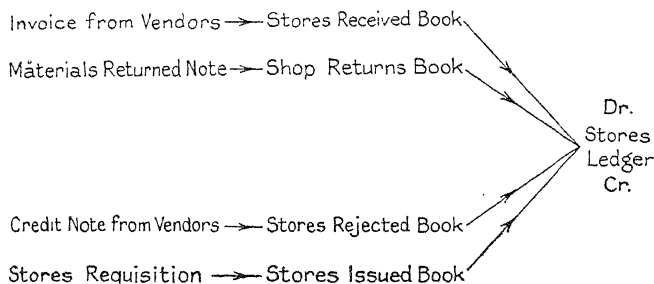 Invoice from Vendors Stores Received Book
Materials Returned Note Shop Returns Book
Dr.
Stores
Ledger
Cr.
Credit Note from Vendors Stores Rejected Book
Stores Requisition Stores Issued Book